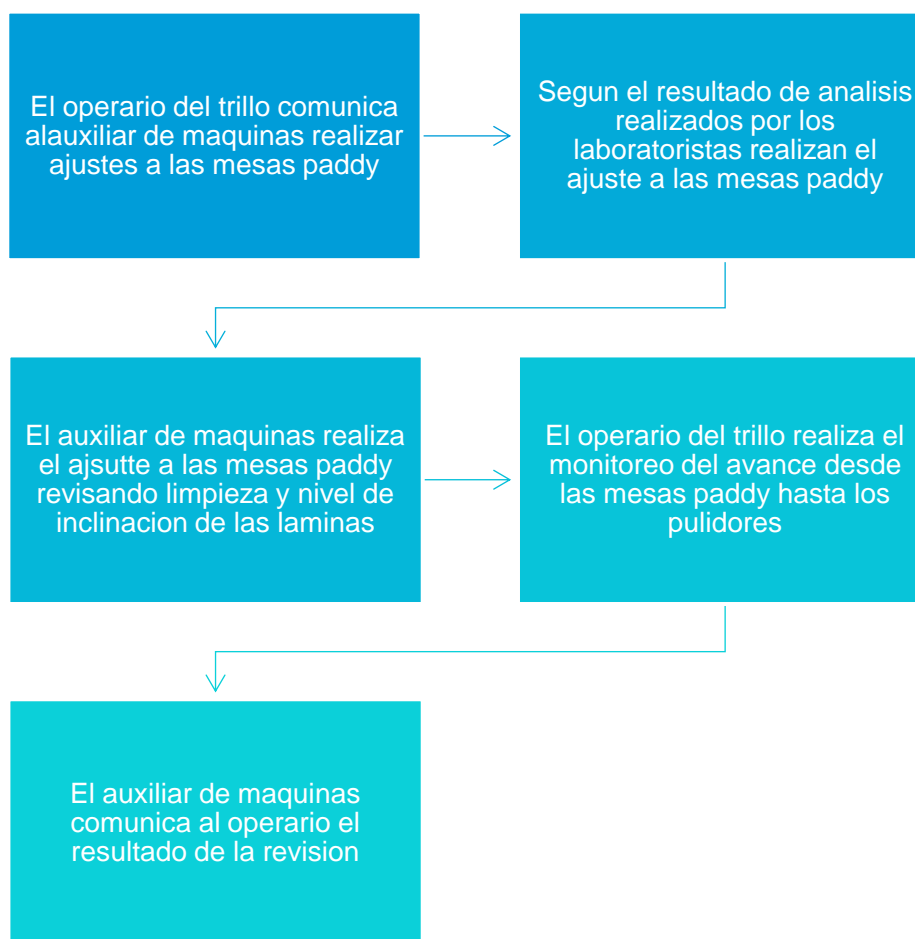 El operario del trillo comunica
alauxiliar de maquinas realizar
ajustes a las mesas paddy
Segun el resultado de analisis
realizados por los
laboratoristas realizan el
ajuste a las mesas paddy
El auxiliar de maquinas realiza
el ajsutte a las mesas paddy
revisando limpieza y nivel de
inclinacion de las laminas
El operario del trillo realiza el
monitoreo del avance desde
las mesas paddy hasta los
pulidores
El auxiliar de maquinas
comunica al operario el
resultado de la revision